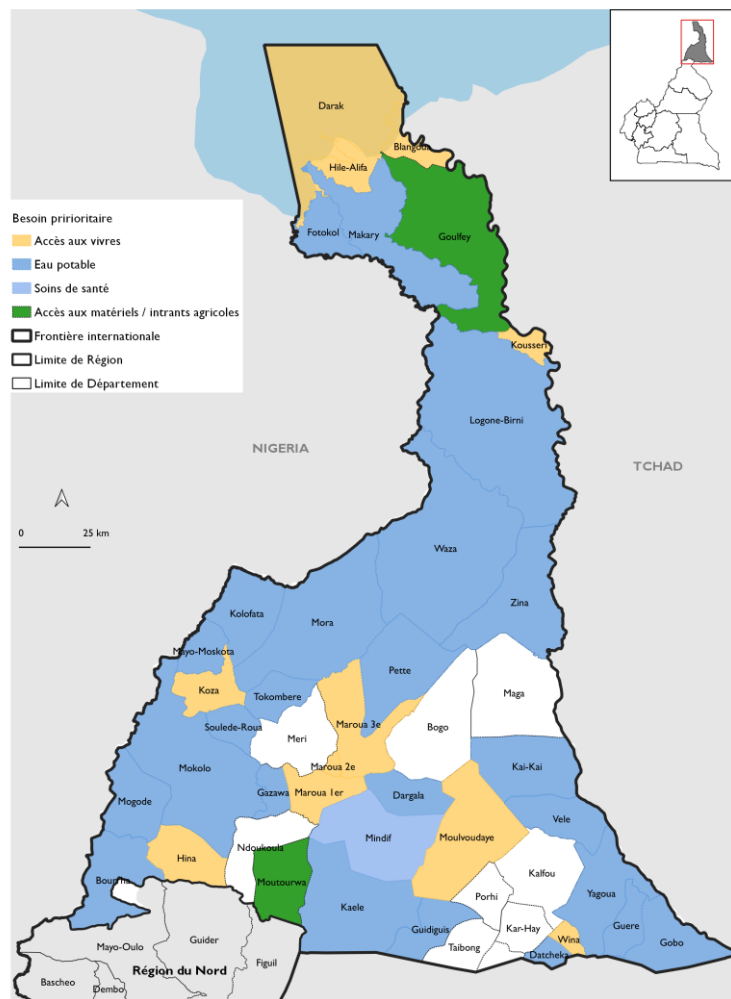 Darak
Blangoua
Hile-Alifa
Besoin pririoritaire
Accès aux vivres
Eau potable
Soins de santé
Accès aux matériels / intrants agricoles
Frontière internationale
Limite de Région
Limite de Département
Fotokol
Makary
Goulfey
Kousseri
Logone-Birni
NIGERIA
TCHAD
0 25 km
Waza
Zina
Kolofata
Mora
Mayo-Moskota
Pette
Koza
Tokombere
Maga
Soulede-Roua
Meri
Maroua 3e
Bogo
Mokolo
Maroua 2e
Kai-Kai
Mogode
Gazawa
Maroua 1er
Dargala
Vele
Mindif
Moulvoudaye
Hina
Ndoukoula
Kalfou
Bourrha
Moutourwa
Porhi
Yagoua
Kaele
Guidiguis
Kar-Hay
Guere
Taibong
Wina
Gobo
Datcheka
Mayo-Oulo
Guider
Région du Nord
Figuil
Bascheo
Dembo